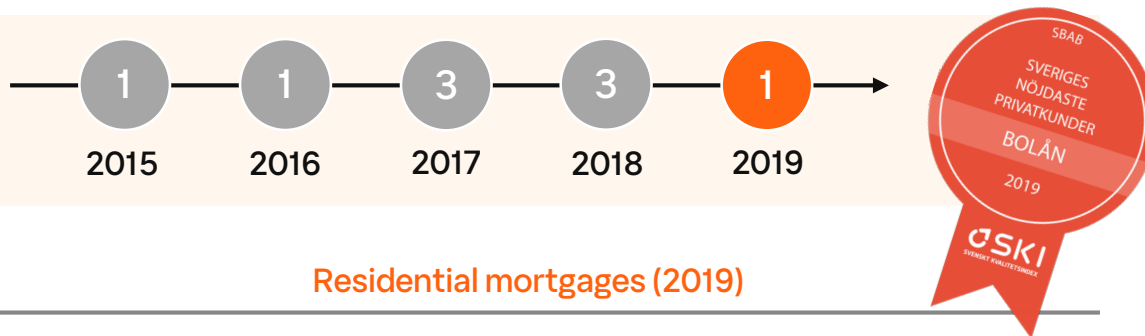 1 1 3 3 1
2015 2016 2017 2018 2019
SBAB
SVERIGES
NÖJDASTE
PRIVATKUNDER
BOLÅN
2019
SKI
SVENSKT KVALITETSINDEX
Residential mortgages (2019)